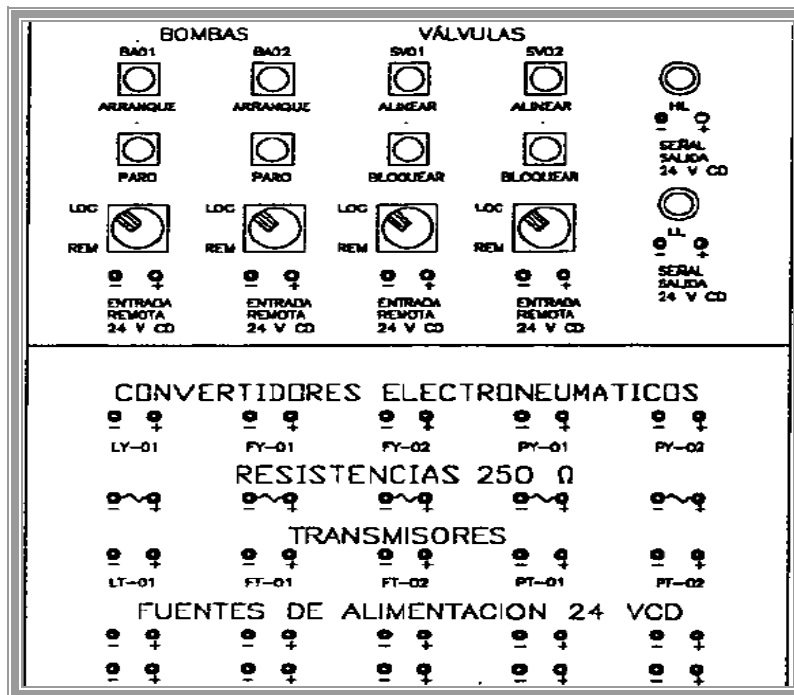 BOMBAS VÁLVULAS
BA01 BA02 SV01 SV02
ARRANQUE ARRANQUE ALINEAR ALINEAR HL
- +
SEÑAL
SALIDA
24 V CD
PARO PARO BLOQUEAR BLOQUEAR
LOC LOC LOC LOC
REM REM REM REM
LL
- +
SEÑAL
SALIDA
24 V CD
- + - + - + - +
ENTRADA ENTRADA ENTRADA ENTRADA
REMOTA REMOTA REMOTA REMOTA
24 V CD 24 V CD 24 V CD 24 V CD
CONVERTIDORES ELECTRONEUMATICOS
- + - + - + - + - +
LY-01 FY-01 FY-02 PY-01 PY-02
RESISTENCIAS 250 Ω
- + - + - + - + - +
TRANSMISORES
- + - + - + - + - +
LT-01 FT-01 FT-02 PT-01 PT-02
FUENTES DE ALIMENTACION 24 VCD
- + - + - + - + - +
- + - + - + - + - +